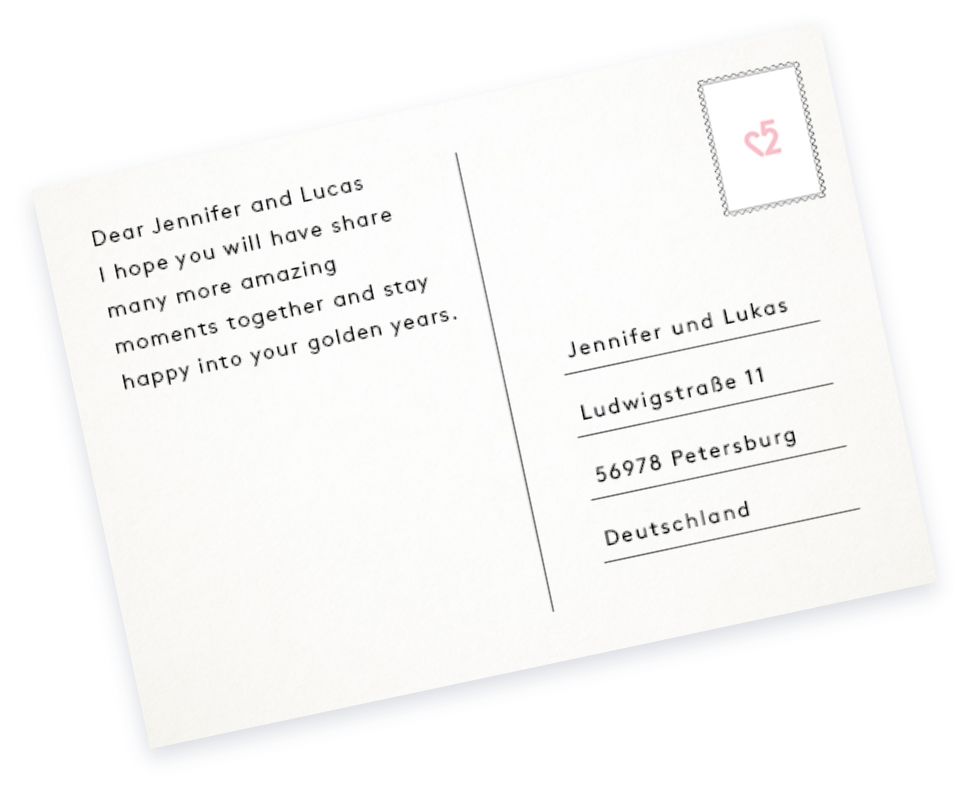 Dear Jennifer and Lucas
I hope you will have share
many more amazing
moments together and stay
happy into your golden years.
52
Jennifer und Lukas
Ludwigstraße 11
56978 Petersburg
Deutschland